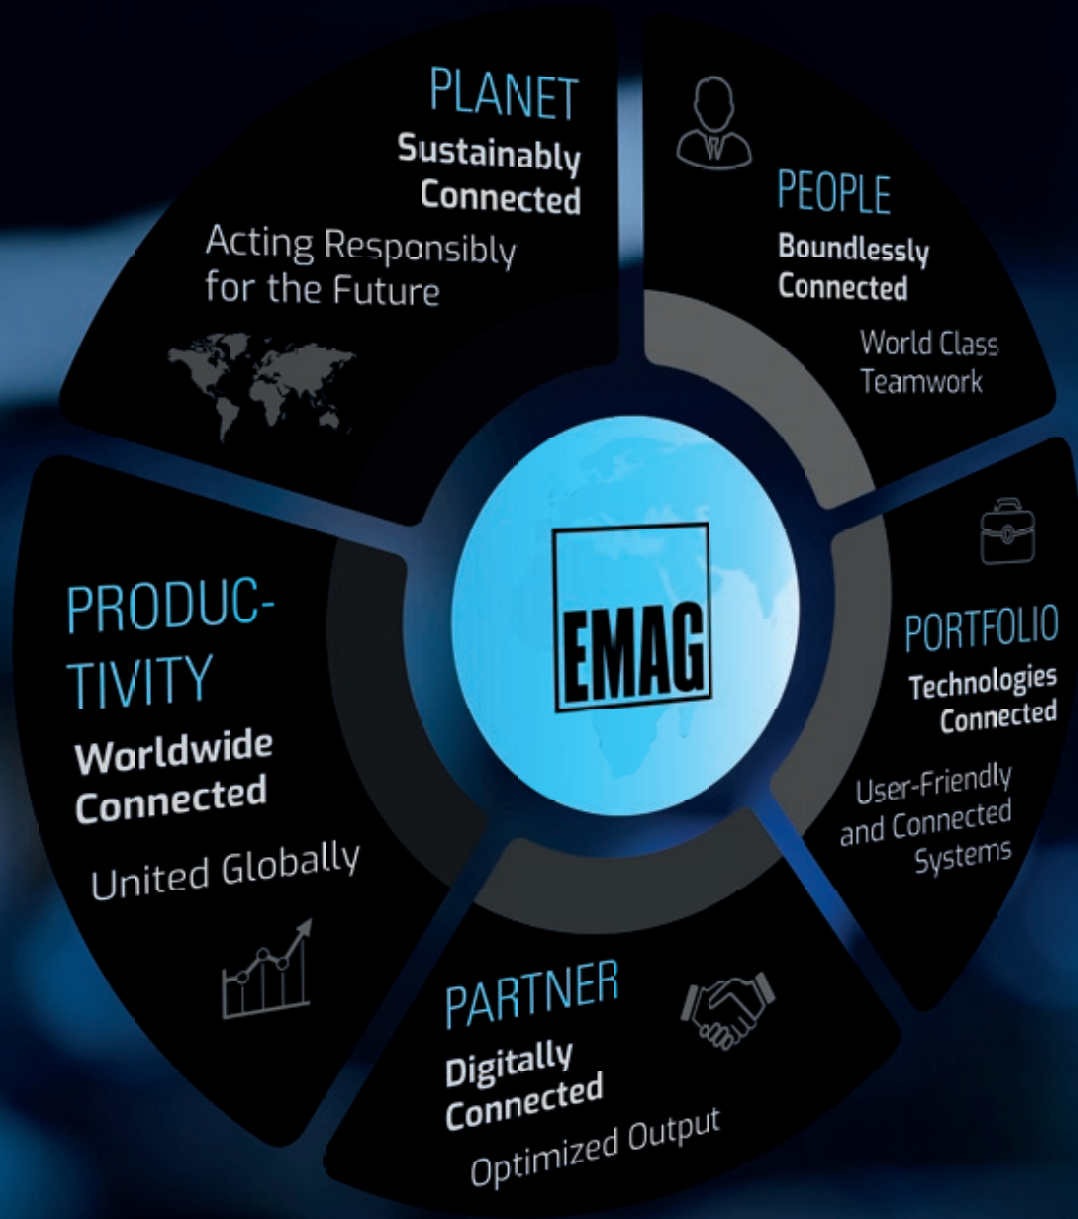 PLANET
Sustainably
Connected
Acting Responsibly
for the Future
PEOPLE
Boundlessly
Connected
World Class
Teamwork
PORTFOLIO
Technologies
Connected
User-Friendly
and Connected
Systems
PARTNER
Digitally
Connected
Optimized Output
PRODUC-
TIVITY
Worldwide
Connected
United Globally
EMAG